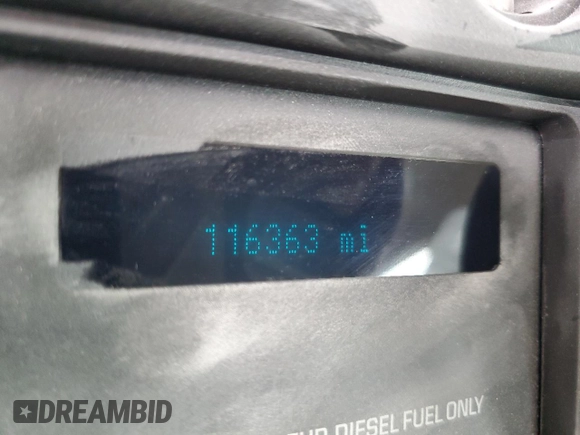 116363 mi
DIESEL FUEL ONLY
DREAMBID